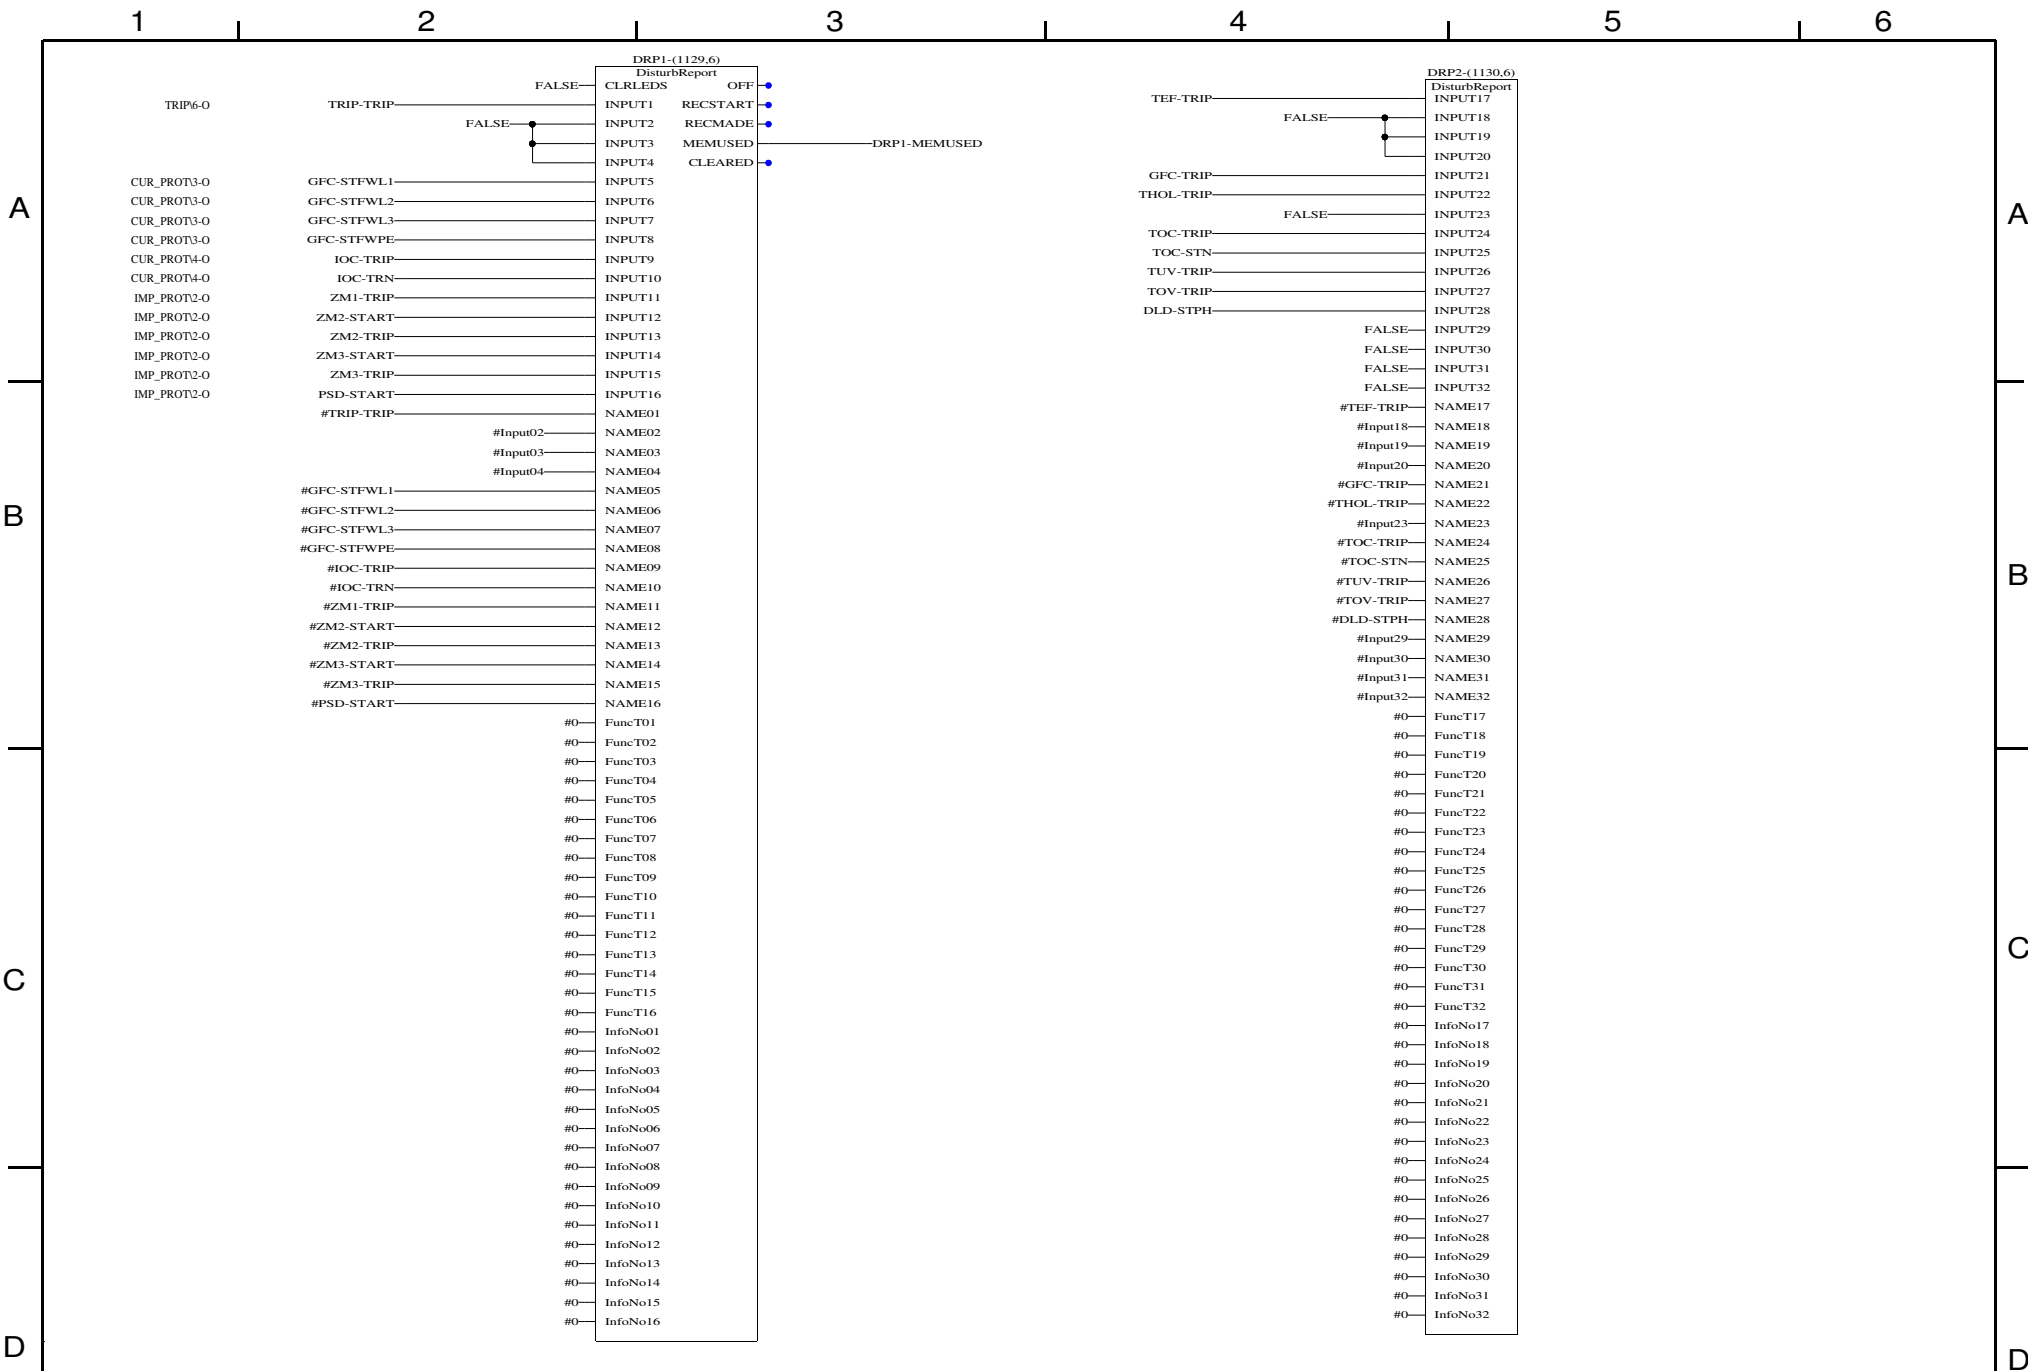 1 2 3 4 5 6
DRP1-(1129,6)
DisturbReport
FALSE CLRLEDS OFF
TRIP\6-O TRIP-TRIP INPUT1 RECSTART
FALSE INPUT2 RECMADE
INPUT3 MEMUSED DRP1-MEMUSED
INPUT4 CLEARED
CUR_PROT\3-O GFC-STFWL1 INPUT5
CUR_PROT\3-O GFC-STFWL2 INPUT6
A CUR_PROT\3-O GFC-STFWL3 INPUT7
CUR_PROT\3-O GFC-STFWPE INPUT8
CUR_PROT\4-O IOC-TRIP INPUT9
CUR_PROT\4-O IOC-TRN INPUT10
IMP_PROT\2-O ZM1-TRIP INPUT11
IMP_PROT\2-O ZM2-START INPUT12
IMP_PROT\2-O ZM2-TRIP INPUT13
IMP_PROT\2-O ZM3-START INPUT14
IMP_PROT\2-O ZM3-TRIP INPUT15
IMP_PROT\2-O PSD-START INPUT16
#TRIP-TRIP NAME01
#Input02 NAME02
#Input03 NAME03
#Input04 NAME04
#GFC-STFWL1 NAME05
B #GFC-STFWL2 NAME06
#GFC-STFWL3 NAME07
#GFC-STFWPE NAME08
#IOC-TRIP NAME09
#IOC-TRN NAME10
#ZM1-TRIP NAME11
#ZM2-START NAME12
#ZM2-TRIP NAME13
#ZM3-START NAME14
#ZM3-TRIP NAME15
#PSD-START NAME16
#0 FuncT01
#0 FuncT02
#0 FuncT03
#0 FuncT04
#0 FuncT05
#0 FuncT06
#0 FuncT07
#0 FuncT08
#0 FuncT09
#0 FuncT10
#0 FuncT11
#0 FuncT12
#0 FuncT13
C #0 FuncT14
#0 FuncT15
#0 FuncT16
#0 InfoNo01
#0 InfoNo02
#0 InfoNo03
#0 InfoNo04
#0 InfoNo05
#0 InfoNo06
#0 InfoNo07
#0 InfoNo08
#0 InfoNo09
#0 InfoNo10
#0 InfoNo11
#0 InfoNo12
#0 InfoNo13
#0 InfoNo14
#0 InfoNo15
#0 InfoNo16
D
DRP2-(1130,6)
DisturbReport
TEF-TRIP INPUT17
FALSE INPUT18
INPUT19
INPUT20
GFC-TRIP INPUT21
THOL-TRIP INPUT22
FALSE INPUT23 A
TOC-TRIP INPUT24
TOC-STN INPUT25
TUV-TRIP INPUT26
TOV-TRIP INPUT27
DLD-STPH INPUT28
FALSE INPUT29
FALSE INPUT30
FALSE INPUT31
FALSE INPUT32
#TEF-TRIP NAME17
#Input18 NAME18
#Input19 NAME19
#Input20 NAME20
#GFC-TRIP NAME21
#THOL-TRIP NAME22
#Input23 NAME23
#TOC-TRIP NAME24
#TOC-STN NAME25
#TUV-TRIP NAME26 B
#TOV-TRIP NAME27
#DLD-STPH NAME28
#Input29 NAME29
#Input30 NAME30
#Input31 NAME31
#Input32 NAME32
#0 FuncT17
#0 FuncT18
#0 FuncT19
#0 FuncT20
#0 FuncT21
#0 FuncT22
#0 FuncT23
#0 FuncT24
#0 FuncT25
#0 FuncT26
#0 FuncT27
#0 FuncT28
#0 FuncT29 C
#0 FuncT30
#0 FuncT31
#0 FuncT32
#0 InfoNo17
#0 InfoNo18
#0 InfoNo19
#0 InfoNo20
#0 InfoNo21
#0 InfoNo22
#0 InfoNo23
#0 InfoNo24
#0 InfoNo25
#0 InfoNo26
#0 InfoNo27
#0 InfoNo28
#0 InfoNo29
#0 InfoNo30
#0 InfoNo31
#0 InfoNo32
D